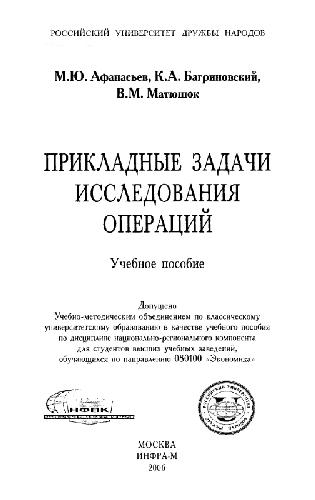 РОССИЙСКИЙ УНИВЕРСИТЕТ ДРУЖБЫ НАРОДОВ
М.Ю. Афанасьев, К.А. Багриновский,
В.М. Матюшок
ПРИКЛАДНЫЕ ЗАДАЧИ
ИССЛЕДОВАНИЯ
ОПЕРАЦИЙ
Учебное пособие
Допущено
Учебно-методическим объединением по классическому
университетскому образованию в качестве учебного пособия
по дисциплине национально-регионального компонента
для студентов высших учебных заведений,
обучающихся по направлению 080100 «Экономика»
НФПК
МОСКВА
ИНФРА-М
2006